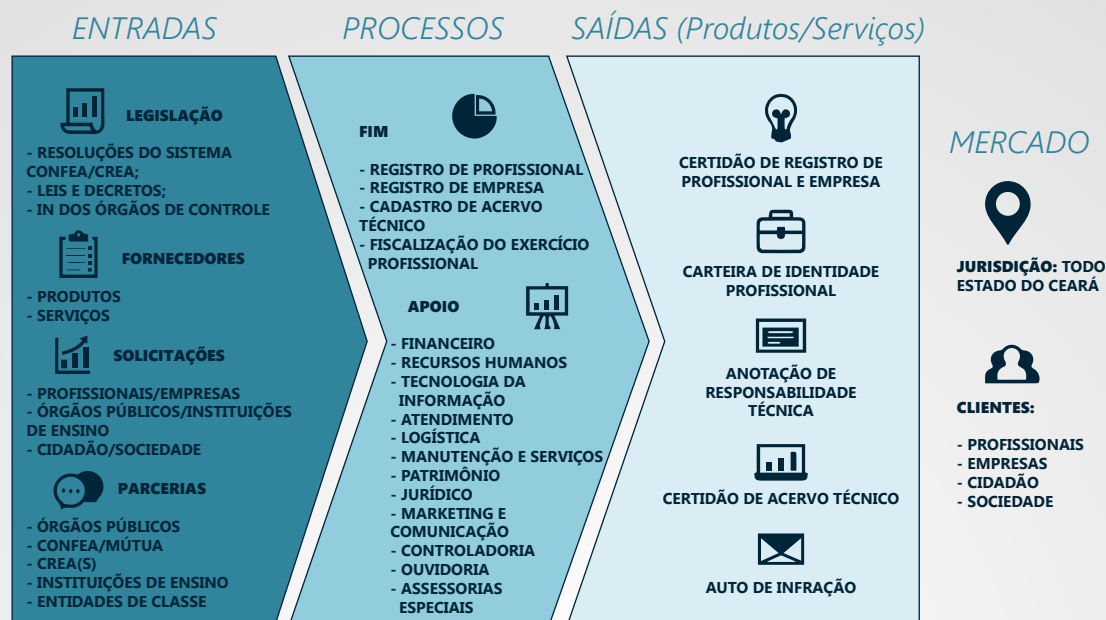 ENTRADAS
LEGISLAÇÃO
- RESOLUÇÕES DO SISTEMA
CONFEA/CREA;
- LEIS E DECRETOS;
- IN DOS ÓRGÃOS DE CONTROLE
FORNECEDORES
- PRODUTOS
- SERVIÇOS
SOLICITAÇÕES
- PROFISSIONAIS/EMPRESAS
- ÓRGÃOS PÚBLICOS/INSTITUIÇÕES
DE ENSINO
- CIDADÃO/SOCIEDADE
PARCERIAS
- ÓRGÃOS PÚBLICOS
- CONFEA/MÚTUA
- CREA(S)
- INSTITUIÇÕES DE ENSINO
- ENTIDADES DE CLASSE
PROCESSOS
FIM
- REGISTRO DE PROFISSIONAL
- REGISTRO DE EMPRESA
- CADASTRO DE ACERVO
TÉCNICO
- FISCALIZAÇÃO DO EXERCÍCIO
PROFISSIONAL
APOIO
- FINANCEIRO
- RECURSOS HUMANOS
- TECNOLOGIA DA
INFORMAÇÃO
- ATENDIMENTO
- LOGÍSTICA
- MANUTENÇÃO E SERVIÇOS
- PATRIMÔNIO
- JURÍDICO
- MARKETING E
COMUNICAÇÃO
- CONTROLADORIA
- OUVIDORIA
- ASSESSORIAS
ESPECIAIS
SAÍDAS (Produtos/Serviços)
CERTIDÃO DE REGISTRO DE
PROFISSIONAL E EMPRESA
CARTEIRA DE IDENTIDADE
PROFISSIONAL
ANOTAÇÃO DE
RESPONSABILIDADE
TÉCNICA
CERTIDÃO DE ACERVO TÉCNICO
AUTO DE INFRAÇÃO
MERCADO
JURISDIÇÃO: TODO
ESTADO DO CEARÁ
CLIENTES:
- PROFISSIONAIS
- EMPRESAS
- CIDADÃO
- SOCIEDADE